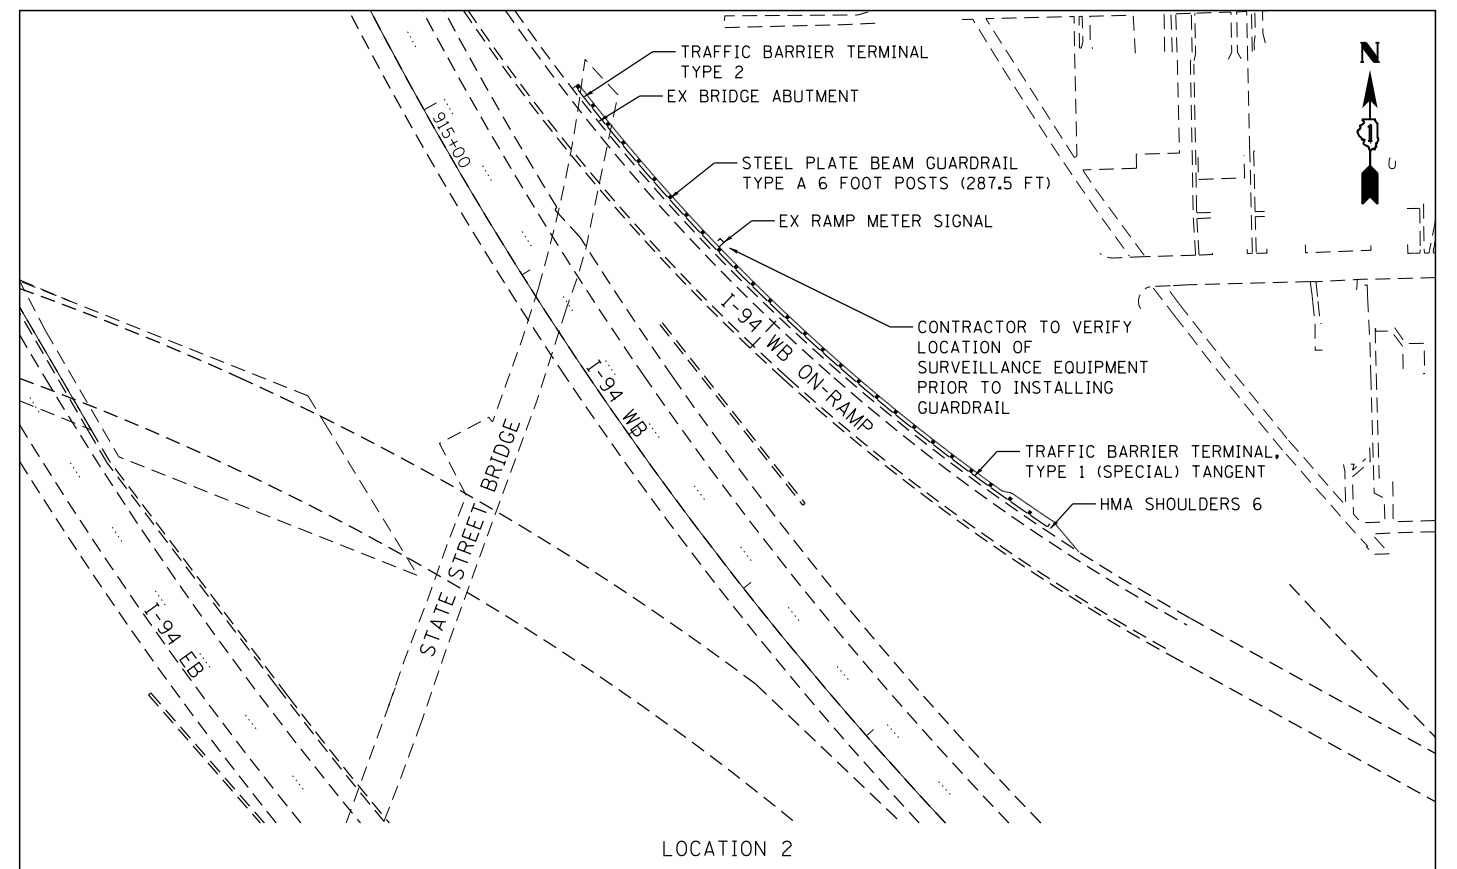 N
1
TRAFFIC BARRIER TERMINAL
TYPE 2
EX BRIDGE ABUTMENT
915+00
STEEL PLATE BEAM GUARDRAIL
TYPE A 6 FOOT POSTS (287.5 FT)
EX RAMP METER SIGNAL
I-94 WB ON-RAMP
CONTRACTOR TO VERIFY
LOCATION OF
SURVEILLANCE EQUIPMENT
PRIOR TO INSTALLING
GUARDRAIL
I-94 WB
STATE STREET BRIDGE
TRAFFIC BARRIER TERMINAL,
TYPE 1 (SPECIAL) TANGENT
HMA SHOULDERS 6
I-94 EB
LOCATION 2